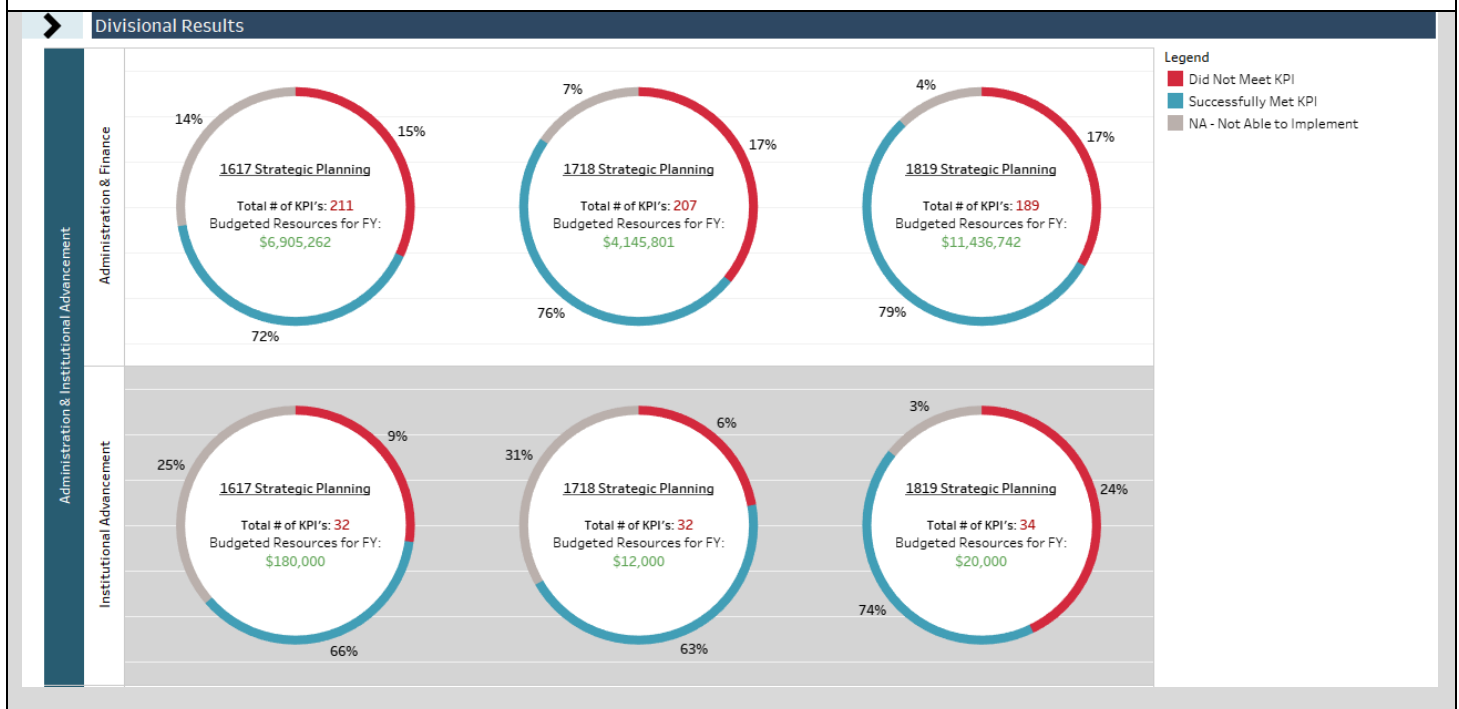 Divisional Results
Administration & Institutional Advancement
Administration & Finance
14%
15%
1617 Strategic Planning
Total # of KPI's: 211
Budgeted Resources for FY:
$6,905,262
72%
7%
17%
1718 Strategic Planning
Total # of KPI's: 207
Budgeted Resources for FY:
$4,145,801
76%
4%
17%
1819 Strategic Planning
Total # of KPI's: 189
Budgeted Resources for FY:
$11,436,742
79%
Institutional Advancement
25%
9%
1617 Strategic Planning
Total # of KPI's: 32
Budgeted Resources for FY:
$180,000
66%
31%
6%
1718 Strategic Planning
Total # of KPI's: 32
Budgeted Resources for FY:
$12,000
63%
3%
24%
1819 Strategic Planning
Total # of KPI's: 34
Budgeted Resources for FY:
$20,000
74%
Legend
Did Not Meet KPI
Successfully Met KPI
NA - Not Able to Implement